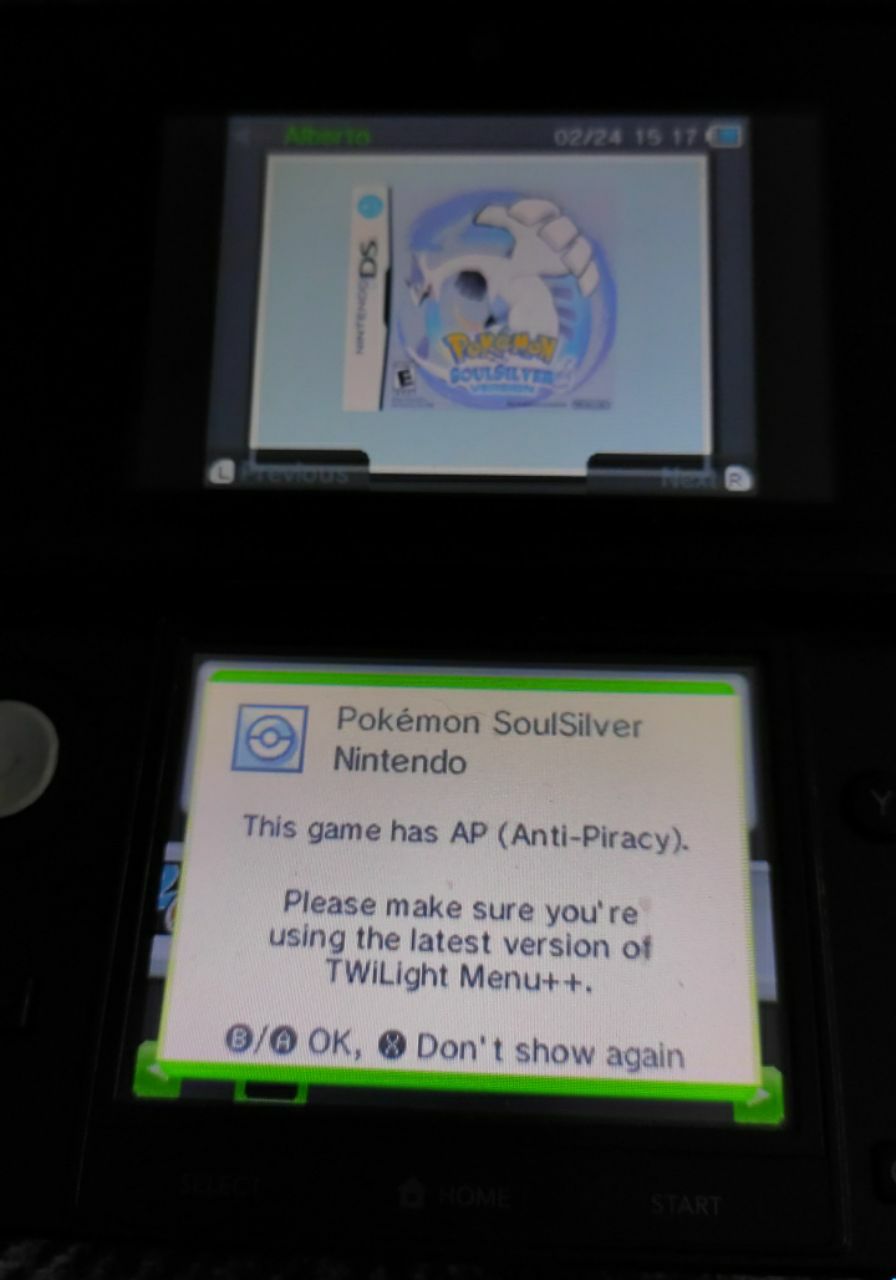 Alberto
02/24 15 17
NINTENDO DS
POKéMON
SOULSILVER
VERSION
E
L Previous
Next R
Pokémon SoulSilver
Nintendo
This game has AP (Anti-Piracy).
Please make sure you're
using the latest version of
TWiLight Menu++.
B/A OK, X Don't show again
Y
SELECT
HOME
START